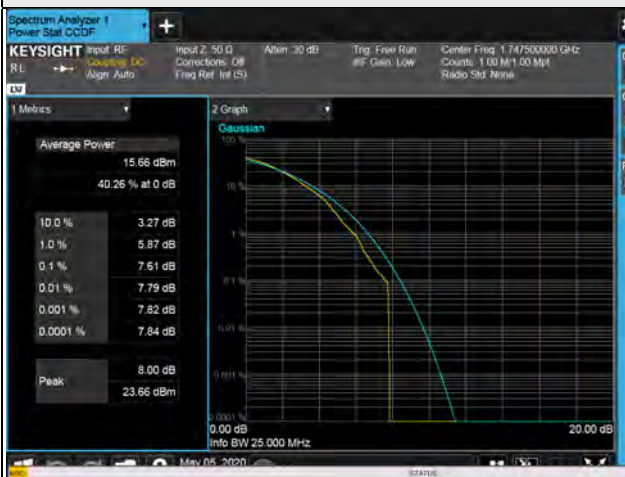 Spectrum Analyzer 1
Power Stat CCDF
KEYSIGHT Input: RF Input Z: 50 Ω Atten: 30 dB Trig: Free Run Center Freq: 1.747500000 GHz
RL Coupling: DC Corrections: Off #IF Gain: Low Counts: 1.00 M/1.00 Mpt
Align: Auto Freq Ref: Int (S) Radio Std: None
LW
1 Metrics
2 Graph
Gaussian
Average Power
15.66 dBm
40.26 % at 0 dB
10.0 % 3.27 dB
1.0 % 5.87 dB
0.1 % 7.61 dB
0.01 % 7.79 dB
0.001 % 7.82 dB
0.0001 % 7.84 dB
Peak 8.00 dB
23.66 dBm
100 %
10 %
1 %
0.1 %
0.01 %
0.001 %
0.0001 %
0.00 dB 20.00 dB
Info BW 25.000 MHz
May 05, 2020
MSG STATUS